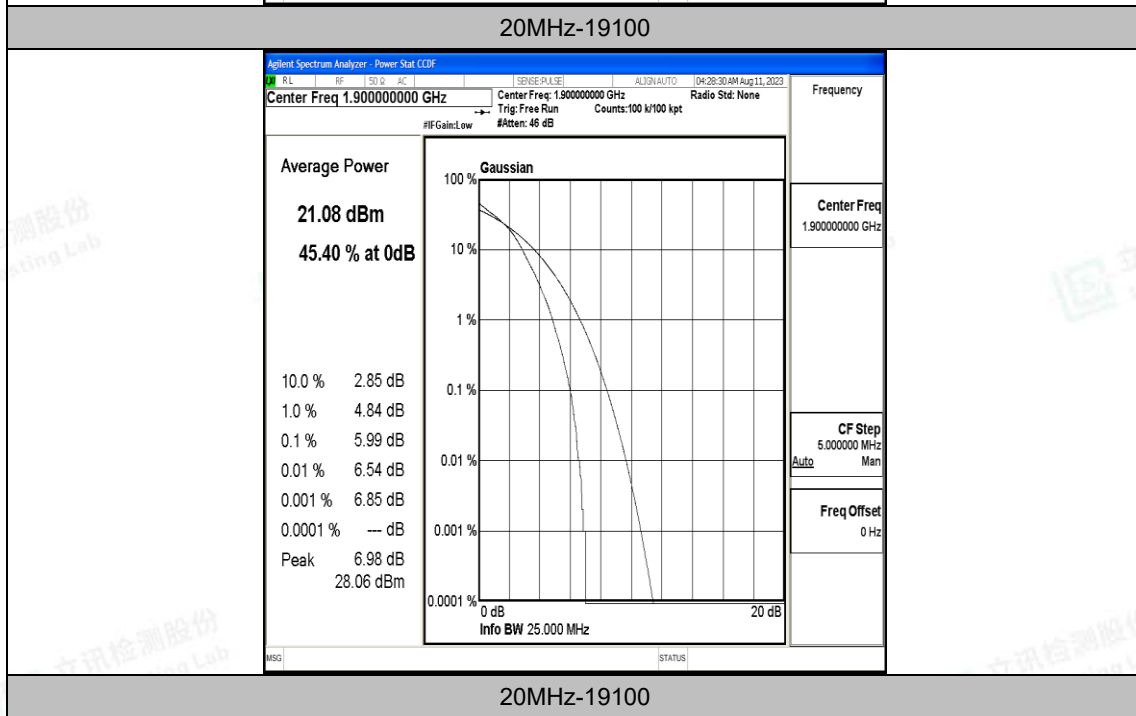 20MHz-19100
Agilent Spectrum Analyzer - Power Stat CCDF
LXI RL RF 50 Ω AC SENSE:PULSE ALIGN AUTO 04:28:30 AM Aug 11, 2023
Center Freq 1.900000000 GHz
Center Freq: 1.900000000 GHz Radio Std: None
Trig: Free Run Counts:100 k/100 kpt
#IFGain:Low #Atten: 46 dB
Frequency
Average Power
21.08 dBm
45.40 % at 0dB
10.0 % 2.85 dB
1.0 % 4.84 dB
0.1 % 5.99 dB
0.01 % 6.54 dB
0.001 % 6.85 dB
0.0001 % --- dB
Peak 6.98 dB
28.06 dBm
Gaussian
100 %
10 %
1 %
0.1 %
0.01 %
0.001 %
0.0001 %
0 dB 20 dB
Info BW 25.000 MHz
Center Freq
1.900000000 GHz
CF Step
5.000000 MHz
Auto Man
Freq Offset
0 Hz
MSG STATUS
20MHz-19100